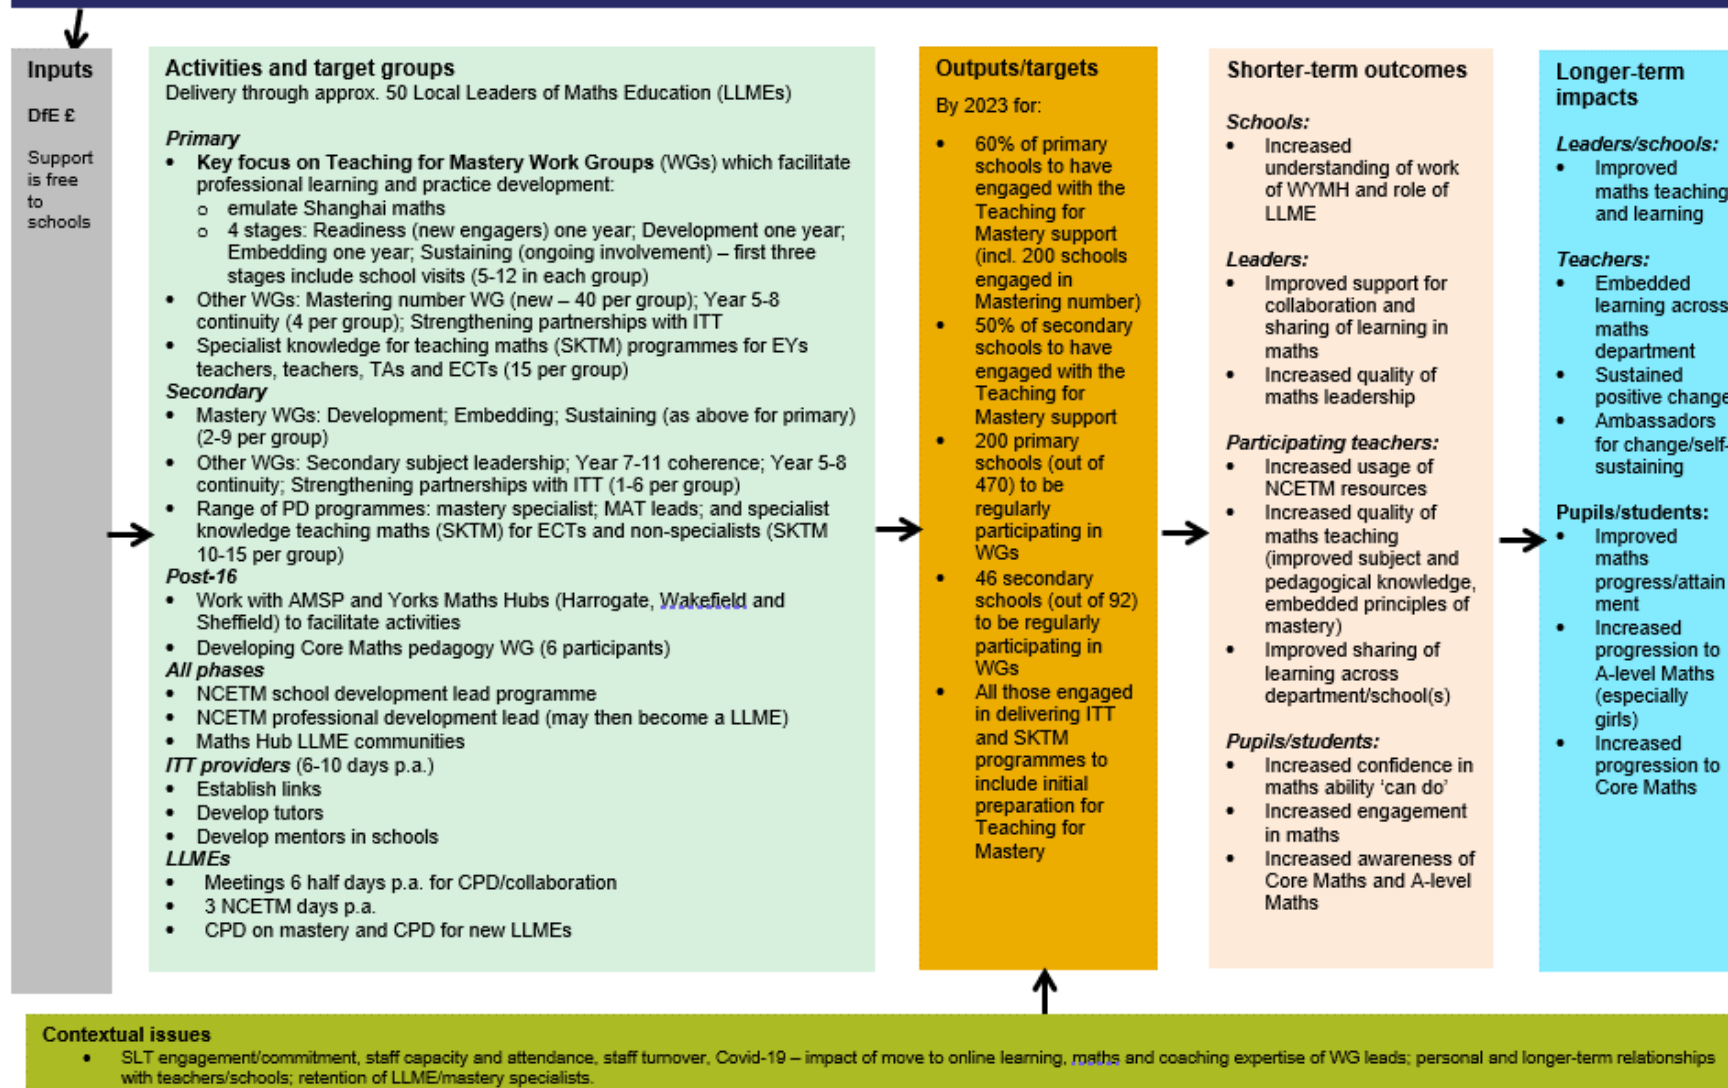 Inputs
DfE £
Support
is free
to
schools
Activities and target groups
Delivery through approx. 50 Local Leaders of Maths Education (LLMEs)
Primary
• Key focus on Teaching for Mastery Work Groups (WGs) which facilitate
professional learning and practice development:
o emulate Shanghai maths
o 4 stages: Readiness (new engagers) one year; Development one year;
Embedding one year; Sustaining (ongoing involvement) – first three
stages include school visits (5-12 in each group)
• Other WGs: Mastering number WG (new – 40 per group); Year 5-8
continuity (4 per group); Strengthening partnerships with ITT
• Specialist knowledge for teaching maths (SKTM) programmes for EYs
teachers, teachers, TAs and ECTs (15 per group)
Secondary
• Mastery WGs: Development; Embedding; Sustaining (as above for primary)
(2-9 per group)
• Other WGs: Secondary subject leadership; Year 7-11 coherence; Year 5-8
continuity; Strengthening partnerships with ITT (1-6 per group)
• Range of PD programmes: mastery specialist; MAT leads; and specialist
knowledge teaching maths (SKTM) for ECTs and non-specialists (SKTM
10-15 per group)
Post-16
• Work with AMSP and Yorks Maths Hubs (Harrogate, Wakefield and
Sheffield) to facilitate activities
• Developing Core Maths pedagogy WG (6 participants)
All phases
• NCETM school development lead programme
• NCETM professional development lead (may then become a LLME)
• Maths Hub LLME communities
ITT providers (6-10 days p.a.)
• Establish links
• Develop tutors
• Develop mentors in schools
LLMEs
• Meetings 6 half days p.a. for CPD/collaboration
• 3 NCETM days p.a.
• CPD on mastery and CPD for new LLMEs
Outputs/targets
By 2023 for:
• 60% of primary
schools to have
engaged with the
Teaching for
Mastery support
(incl. 200 schools
engaged in
Mastering number)
• 50% of secondary
schools to have
engaged with the
Teaching for
Mastery support
• 200 primary
schools (out of
470) to be
regularly
participating in
WGs
• 46 secondary
schools (out of 92)
to be regularly
participating in
WGs
• All those engaged
in delivering ITT
and SKTM
programmes to
include initial
preparation for
Teaching for
Mastery
Shorter-term outcomes
Schools:
• Increased
understanding of work
of WYMH and role of
LLME
Leaders:
• Improved support for
collaboration and
sharing of learning in
maths
• Increased quality of
maths leadership
Participating teachers:
• Increased usage of
NCETM resources
• Increased quality of
maths teaching
(improved subject and
pedagogical knowledge,
embedded principles of
mastery)
• Improved sharing of
learning across
department/school(s)
Pupils/students:
• Increased confidence in
maths ability ‘can do’
• Increased engagement
in maths
• Increased awareness of
Core Maths and A-level
Maths
Longer-term
impacts
Leaders/schools:
• Improved
maths teaching
and learning
Teachers:
• Embedded
learning across
maths
department
• Sustained
positive change
• Ambassadors
for change/self-
sustaining
Pupils/students:
• Improved
maths
progress/attain
ment
• Increased
progression to
A-level Maths
(especially
girls)
• Increased
progression to
Core Maths
Contextual issues
• SLT engagement/commitment, staff capacity and attendance, staff turnover, Covid-19 – impact of move to online learning, maths and coaching expertise of WG leads; personal and longer-term relationships
with teachers/schools; retention of LLME/mastery specialists.